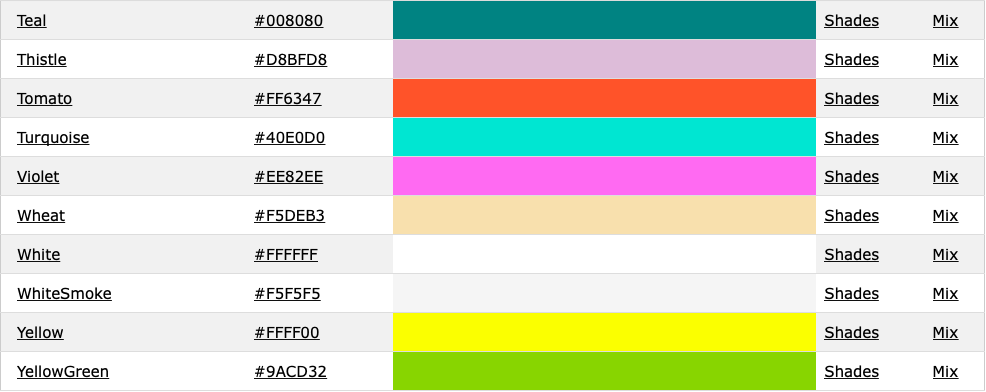 Teal #008080 Shades Mix
Thistle #D8BFD8 Shades Mix
Tomato #FF6347 Shades Mix
Turquoise #40E0D0 Shades Mix
Violet #EE82EE Shades Mix
Wheat #F5DEB3 Shades Mix
White #FFFFFF Shades Mix
WhiteSmoke #F5F5F5 Shades Mix
Yellow #FFFF00 Shades Mix
YellowGreen #9ACD32 Shades Mix